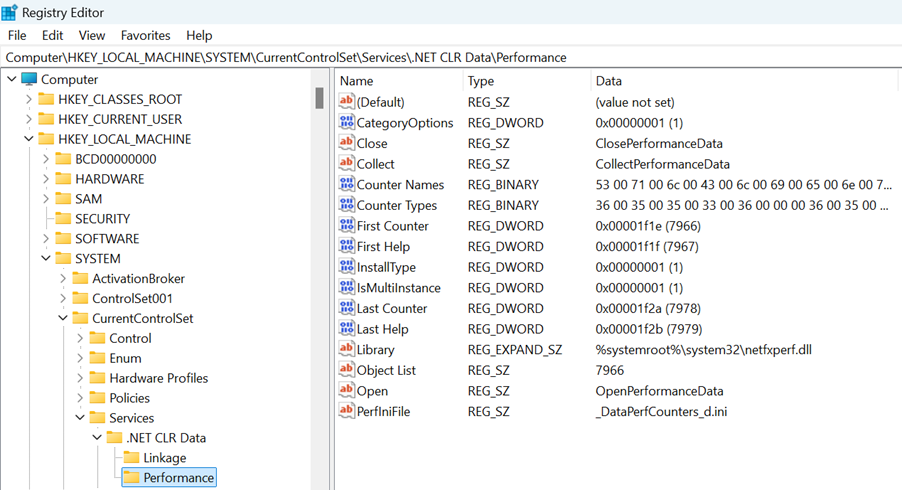 Registry Editor
File Edit View Favorites Help
Computer\HKEY_LOCAL_MACHINE\SYSTEM\CurrentControlSet\Services\.NET CLR Data\Performance
Computer
HKEY_CLASSES_ROOT
HKEY_CURRENT_USER
HKEY_LOCAL_MACHINE
BCD00000000
HARDWARE
SAM
SECURITY
SOFTWARE
SYSTEM
ActivationBroker
ControlSet001
CurrentControlSet
Control
Enum
Hardware Profiles
Policies
Services
.NET CLR Data
Linkage
Performance
Name Type Data
(Default) REG_SZ (value not set)
CategoryOptions REG_DWORD 0x00000001 (1)
Close REG_SZ ClosePerformanceData
Collect REG_SZ CollectPerformanceData
Counter Names REG_BINARY 53 00 71 00 6c 00 43 00 6c 00 69 00 65 00 6e 00 7...
Counter Types REG_BINARY 36 00 35 00 35 00 33 00 36 00 00 00 36 00 35 00 ...
First Counter REG_DWORD 0x00001f1e (7966)
First Help REG_DWORD 0x00001f1f (7967)
InstallType REG_DWORD 0x00000001 (1)
IsMultiInstance REG_DWORD 0x00000001 (1)
Last Counter REG_DWORD 0x00001f2a (7978)
Last Help REG_DWORD 0x00001f2b (7979)
Library REG_EXPAND_SZ %systemroot%\system32\netfxperf.dll
Object List REG_SZ 7966
Open REG_SZ OpenPerformanceData
PerfIniFile REG_SZ _DataPerfCounters_d.ini